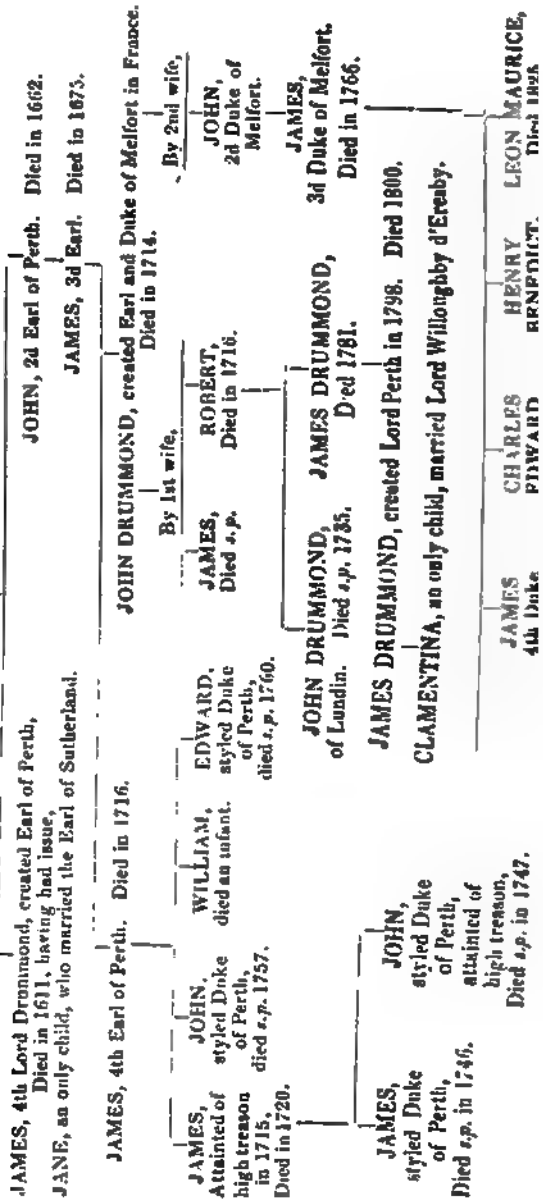 JAMES, 4th Lord Drummond, created Earl of Perth,
Died in 1611, having had issue,
JANE, an only child, who married the Earl of Sutherland.
JOHN, 2d Earl of Perth. Died in 1662.
JAMES, 3d Earl. Died in 1675.
JAMES, 4th Earl of Perth. Died in 1716.
JOHN DRUMMOND, created Earl and Duke of Melfort in France.
Died in 1714.
By 1st wife,
By 2nd wife,
JAMES,
Attainted of
high treason
in 1715,
Died in 1720.
JOHN,
styled Duke
of Perth,
died s.p. 1757.
WILLIAM,
died an infant.
EDWARD.
styled Duke
of Perth,
died s.p. 1760.
JAMES,
Died s.p.
ROBERT,
Died in 1716.
JOHN,
2d Duke of
Melfort.
JAMES,
3d Duke of Melfort.
Died in 1766.
JOHN DRUMMOND,
of Lundin. Died s.p. 1785.
JAMES DRUMMOND,
D'ed 1781.
JAMES DRUMMOND, created Lord Perth in 1798. Died 1800.
CLAMENTINA, an only child, married Lord Willoughby d'Eresby.
JAMES,
styled Duke
of Perth,
Died s.p. in 1746.
JOHN,
styled Duke
of Perth,
attainted of
high treason,
Died s.p. in 1747.
JAMES
4th Duke
CHARLES
EDWARD
HENRY
BENEDICT.
LEON MAURICE,
Died